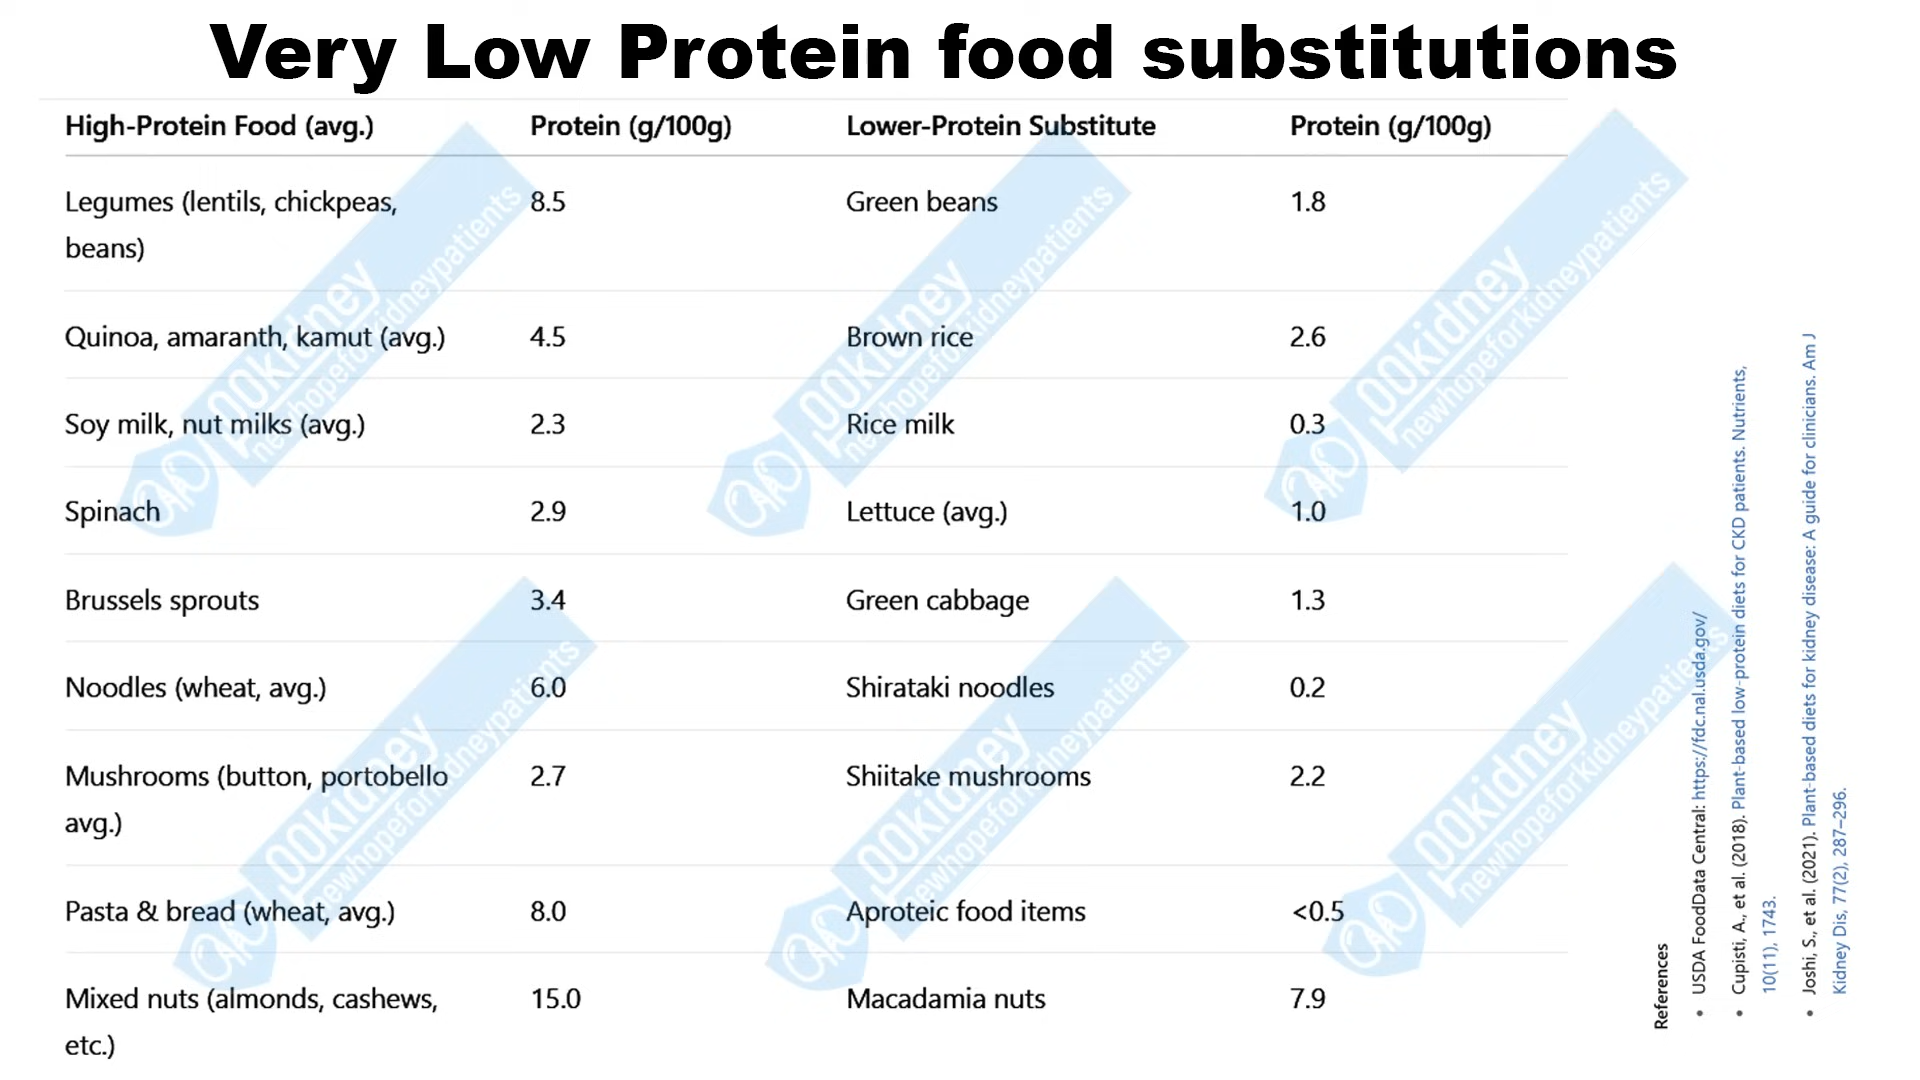 Very Low Protein food substitutions
High-Protein Food (avg.) Protein (g/100g) Lower-Protein Substitute Protein (g/100g)
Legumes (lentils, chickpeas, 8.5 Green beans 1.8
beans)
Quinoa, amaranth, kamut (avg.) 4.5 Brown rice 2.6
Soy milk, nut milks (avg.) 2.3 Rice milk 0.3
Spinach 2.9 Lettuce (avg.) 1.0
Brussels sprouts 3.4 Green cabbage 1.3
Noodles (wheat, avg.) 6.0 Shirataki noodles 0.2
Mushrooms (button, portobello 2.7 Shiitake mushrooms 2.2
avg.)
Pasta & bread (wheat, avg.) 8.0 Aproteic food items <0.5
Mixed nuts (almonds, cashews, 15.0 Macadamia nuts 7.9
etc.)
References
• USDA FoodData Central: https://fdc.nal.usda.gov/
• Cupisti, A., et al. (2018). Plant-based low-protein diets for CKD patients. Nutrients,
10(11), 1743.
• Joshi, S., et al. (2021). Plant-based diets for kidney disease: A guide for clinicians. Am J
Kidney Dis, 77(2), 287–296.
newhopeforkidneypatients
newhopeforkidneypatients
newhopeforkidneypatients
newhopeforkidneypatients
newhopeforkidneypatients
newhopeforkidneypatients